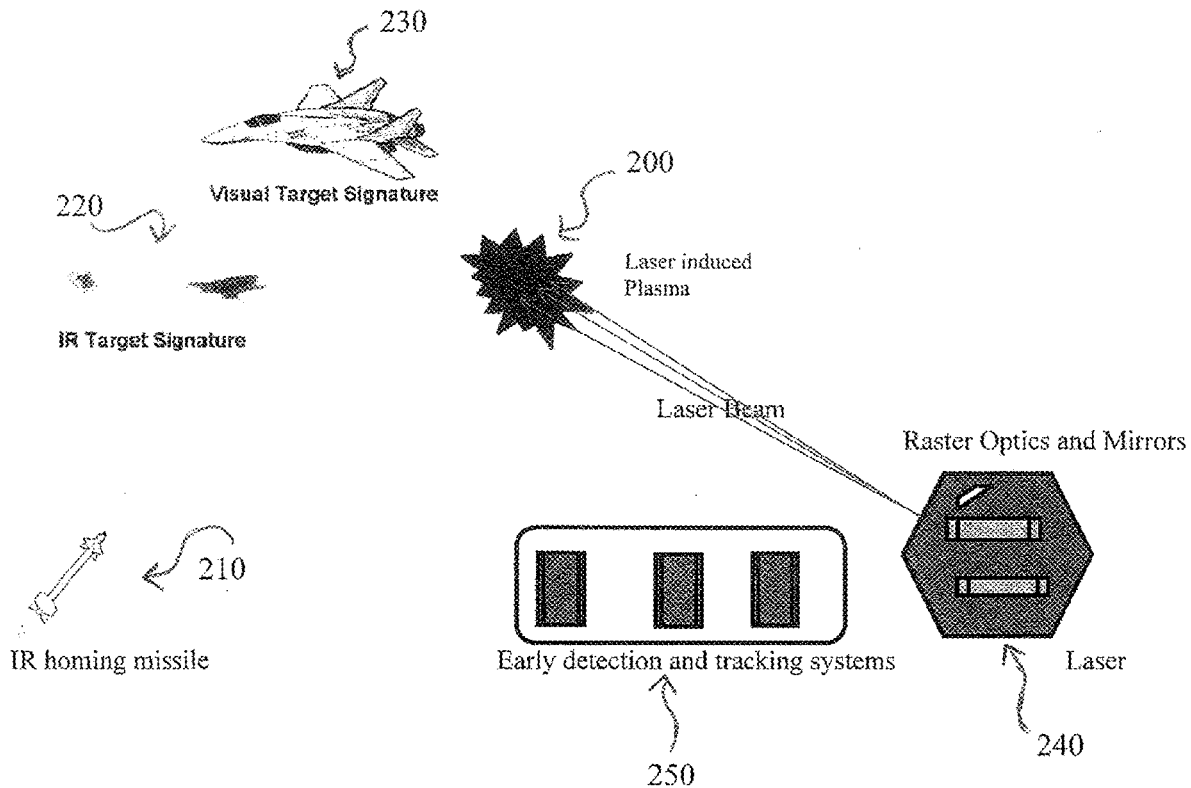 230
Visual Target Signature
200
220
Laser induced
Plasma
IR Target Signature
Laser Beam
Raster Optics and Mirrors
210
IR homing missile
Early detection and tracking systems
Laser
240
250